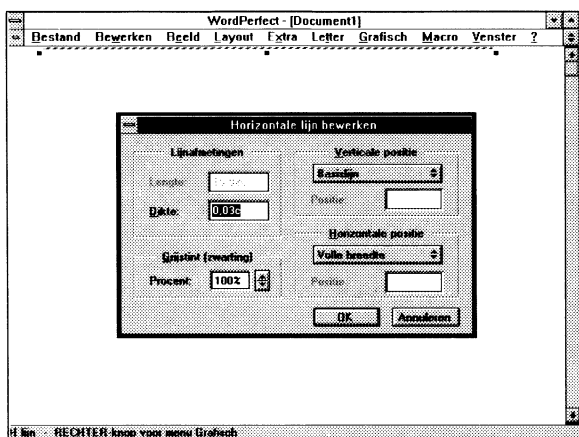 WordPerfect - [Document1]
Bestand Bewerken Beeld Layout Extra Letter Grafisch Macro Venster ?
Horizontale lijn bewerken
Lijnafmetingen
Verticale positie
Lengte:
Basislijn
Dikte: 0,03c
Positie:
Horizontale positie
Grijstint (zwarting)
Volle breedte
Procent: 100%
Positie:
OK Annuleren
H lijn - RECHTER-knop voor menu Grafisch